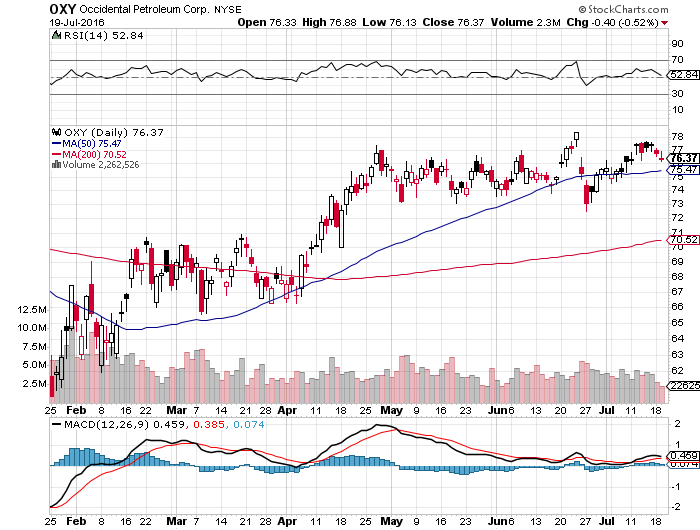 OXY Occidental Petroleum Corp. NYSE © StockCharts.com
19-Jul-2016 Open 76.33 High 76.88 Low 76.13 Close 76.37 Volume 2.3M Chg -0.40 (-0.52%)
RSI(14) 52.84
90
70
52.84
30
10
OXY (Daily) 76.37
MA(50) 75.47
MA(200) 70.52
Volume 2,262,526
78
77
76.37
75.47
74
73
72
71
70.52
69
68
67
66
65
64
63
62
12.5M
10.0M
7.5M
5.0M
2.5M
25 Feb 8 16 22 Mar 7 14 21 28 Apr 11 18 25 May 9 16 23 Jun 6 13 20 27 Jul 11 18
MACD(12,26,9) 0.459, 0.385, 0.074
2
1
0.459
0.074
-1
-2
25 Feb 8 16 22 Mar 7 14 21 28 Apr 11 18 25 May 9 16 23 Jun 6 13 20 27 Jul 11 18